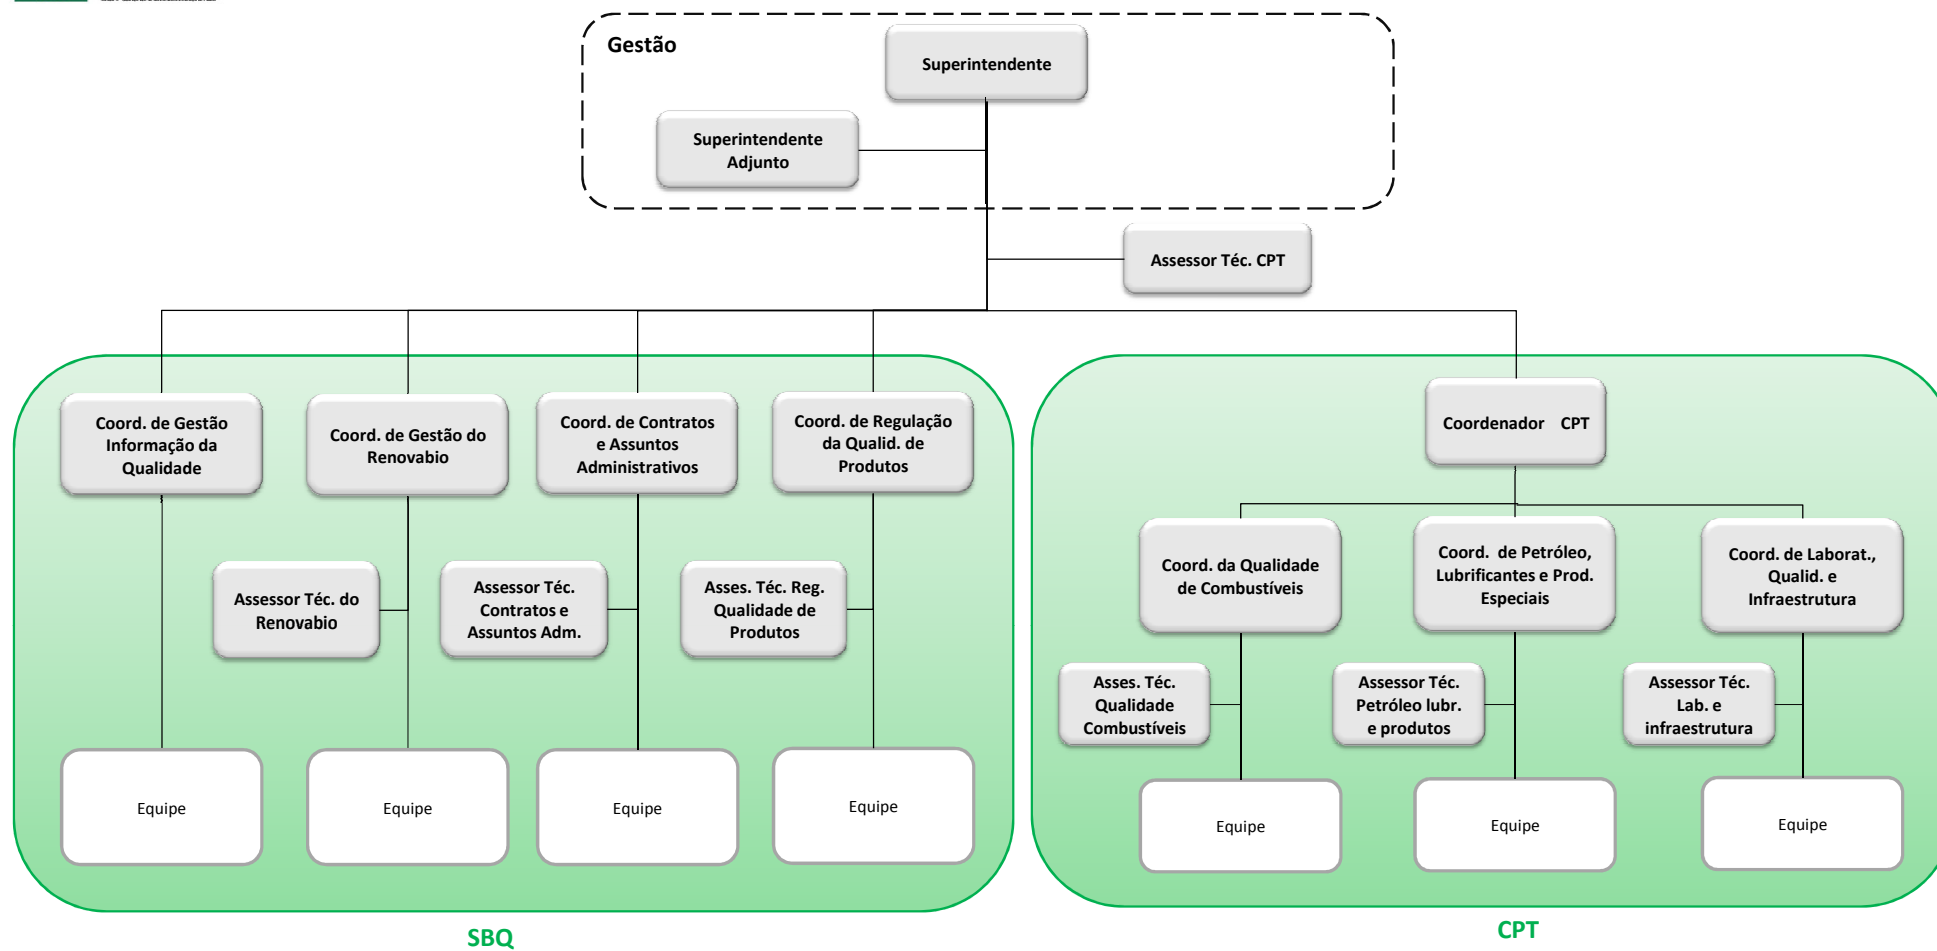 Gestão
Superintendente
Superintendente
Adjunto
Assessor Téc. CPT
Coord. de Gestão
Informação da
Qualidade
Coord. de Gestão do
Renovabio
Coord. de Contratos
e Assuntos
Administrativos
Coord. de Regulação
da Qualid. de
Produtos
Coordenador CPT
Assessor Téc. do
Renovabio
Assessor Téc.
Contratos e
Assuntos Adm.
Asses. Téc. Reg.
Qualidade de
Produtos
Coord. da Qualidade
de Combustíveis
Coord. de Petróleo,
Lubrificantes e Prod.
Especiais
Coord. de Laborat.,
Qualid. e
Infraestrutura
Asses. Téc.
Qualidade
Combustíveis
Assessor Téc.
Petróleo lubr.
e produtos
Assessor Téc.
Lab. e
infraestrutura
Equipe
Equipe
Equipe
Equipe
Equipe
Equipe
Equipe
SBQ
CPT